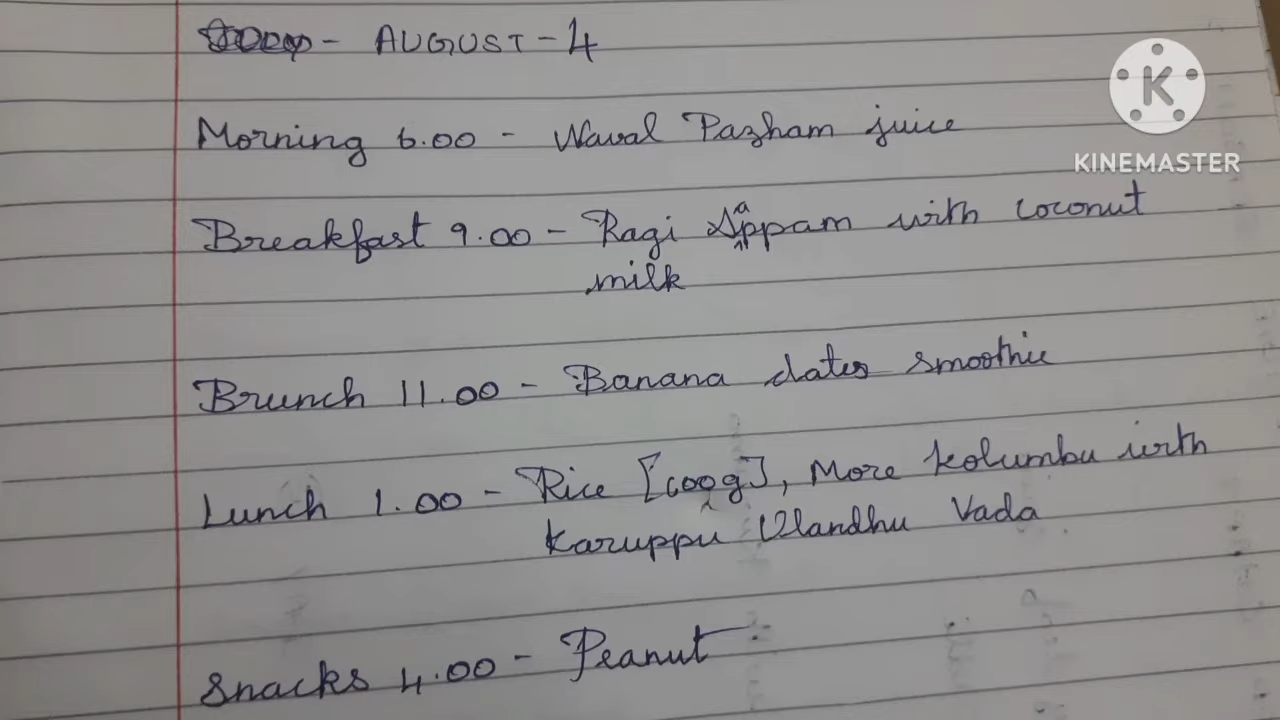 - AUGUST - 4
Morning 6.00 - Naval Pazham juice
KINEMASTER
Breakfast 9.00 - Ragi Appam with coconut
milk
Brunch 11.00 - Banana dates smoothie
Lunch 1.00 - Rice [600g], More kolumbu with
Karuppu Ulandhu Vada
Snacks 4.00 - Peanut